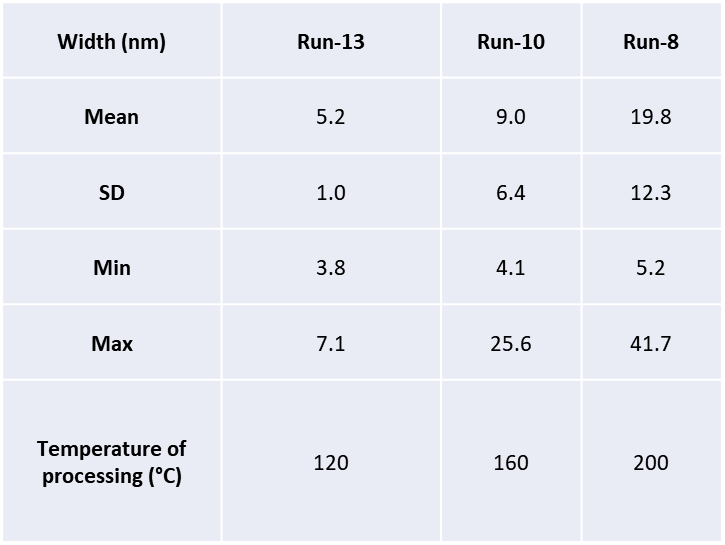 Width (nm) Run-13 Run-10 Run-8
Mean 5.2 9.0 19.8
SD 1.0 6.4 12.3
Min 3.8 4.1 5.2
Max 7.1 25.6 41.7
Temperature of
processing (°C) 120 160 200